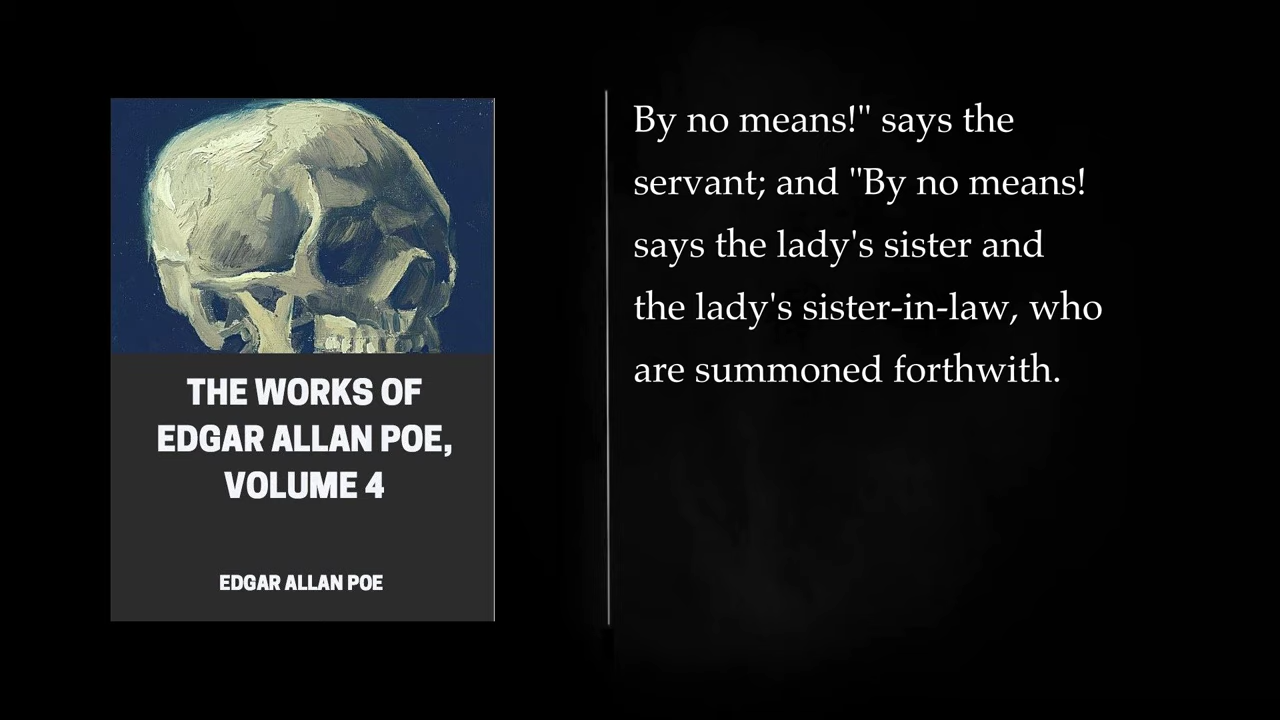 THE WORKS OF
EDGAR ALLAN POE,
VOLUME 4
EDGAR ALLAN POE
By no means!" says the
servant; and "By no means!
says the lady's sister and
the lady's sister-in-law, who
are summoned forthwith.